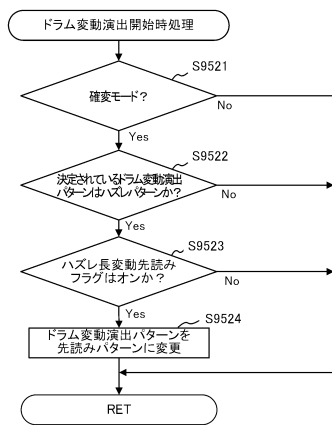 ドラム変動演出開始時処理
S9521
確変モード?
No
Yes
S9522
決定されているドラム変動演出
パターンはハズレパターンか?
No
Yes
S9523
ハズレ長変動先読み
フラグはオンか?
No
Yes
S9524
ドラム変動演出パターンを
先読みパターンに変更
RET